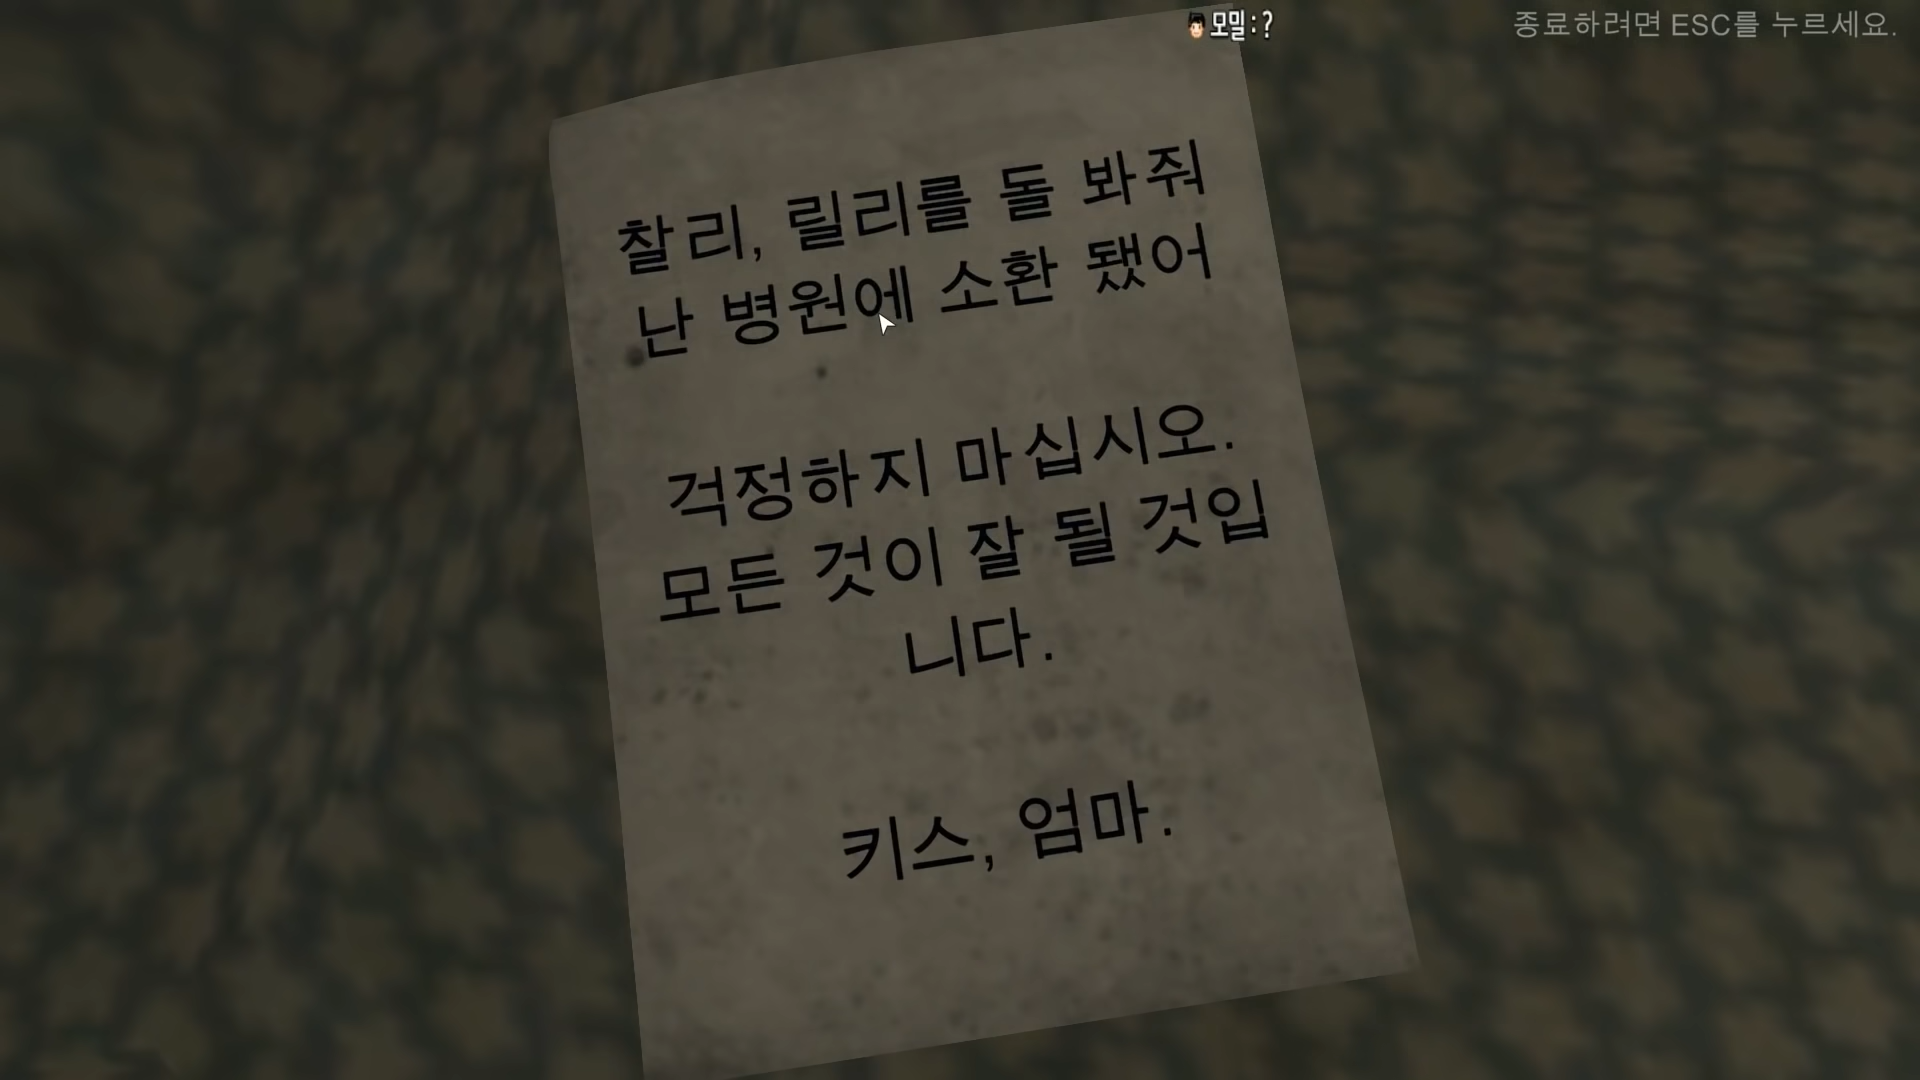 모밀 : ?
종료하려면 ESC를 누르세요.
찰리, 릴리를 돌 봐줘
난 병원에 소환 됐어
걱정하지 마십시오.
모든 것이 잘 될 것입
니다.
키스, 엄마.